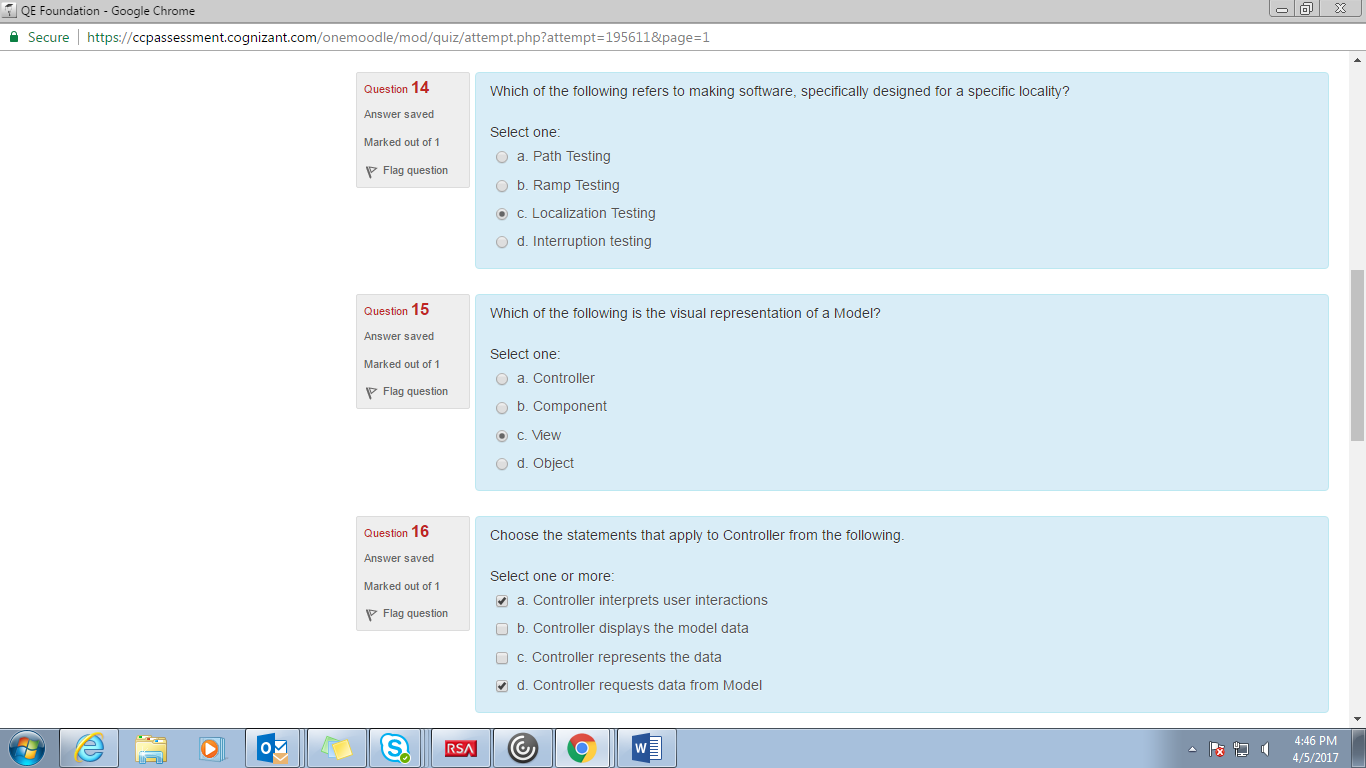 QE Foundation - Google Chrome
Secure https://ccpassessment.cognizant.com/onemoodle/mod/quiz/attempt.php?attempt=195611&page=1
Question 14
Answer saved
Marked out of 1
Flag question
Which of the following refers to making software, specifically designed for a specific locality?
Select one:
a. Path Testing
b. Ramp Testing
c. Localization Testing
d. Interruption testing
Question 15
Answer saved
Marked out of 1
Flag question
Which of the following is the visual representation of a Model?
Select one:
a. Controller
b. Component
c. View
d. Object
Question 16
Answer saved
Marked out of 1
Flag question
Choose the statements that apply to Controller from the following.
Select one or more:
a. Controller interprets user interactions
b. Controller displays the model data
c. Controller represents the data
d. Controller requests data from Model
RSA
4:46 PM
4/5/2017